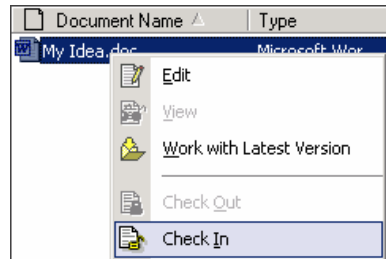 Document Name Type
My Idea.doc Microsoft Wor
Edit
View
Work with Latest Version
Check Out
Check In